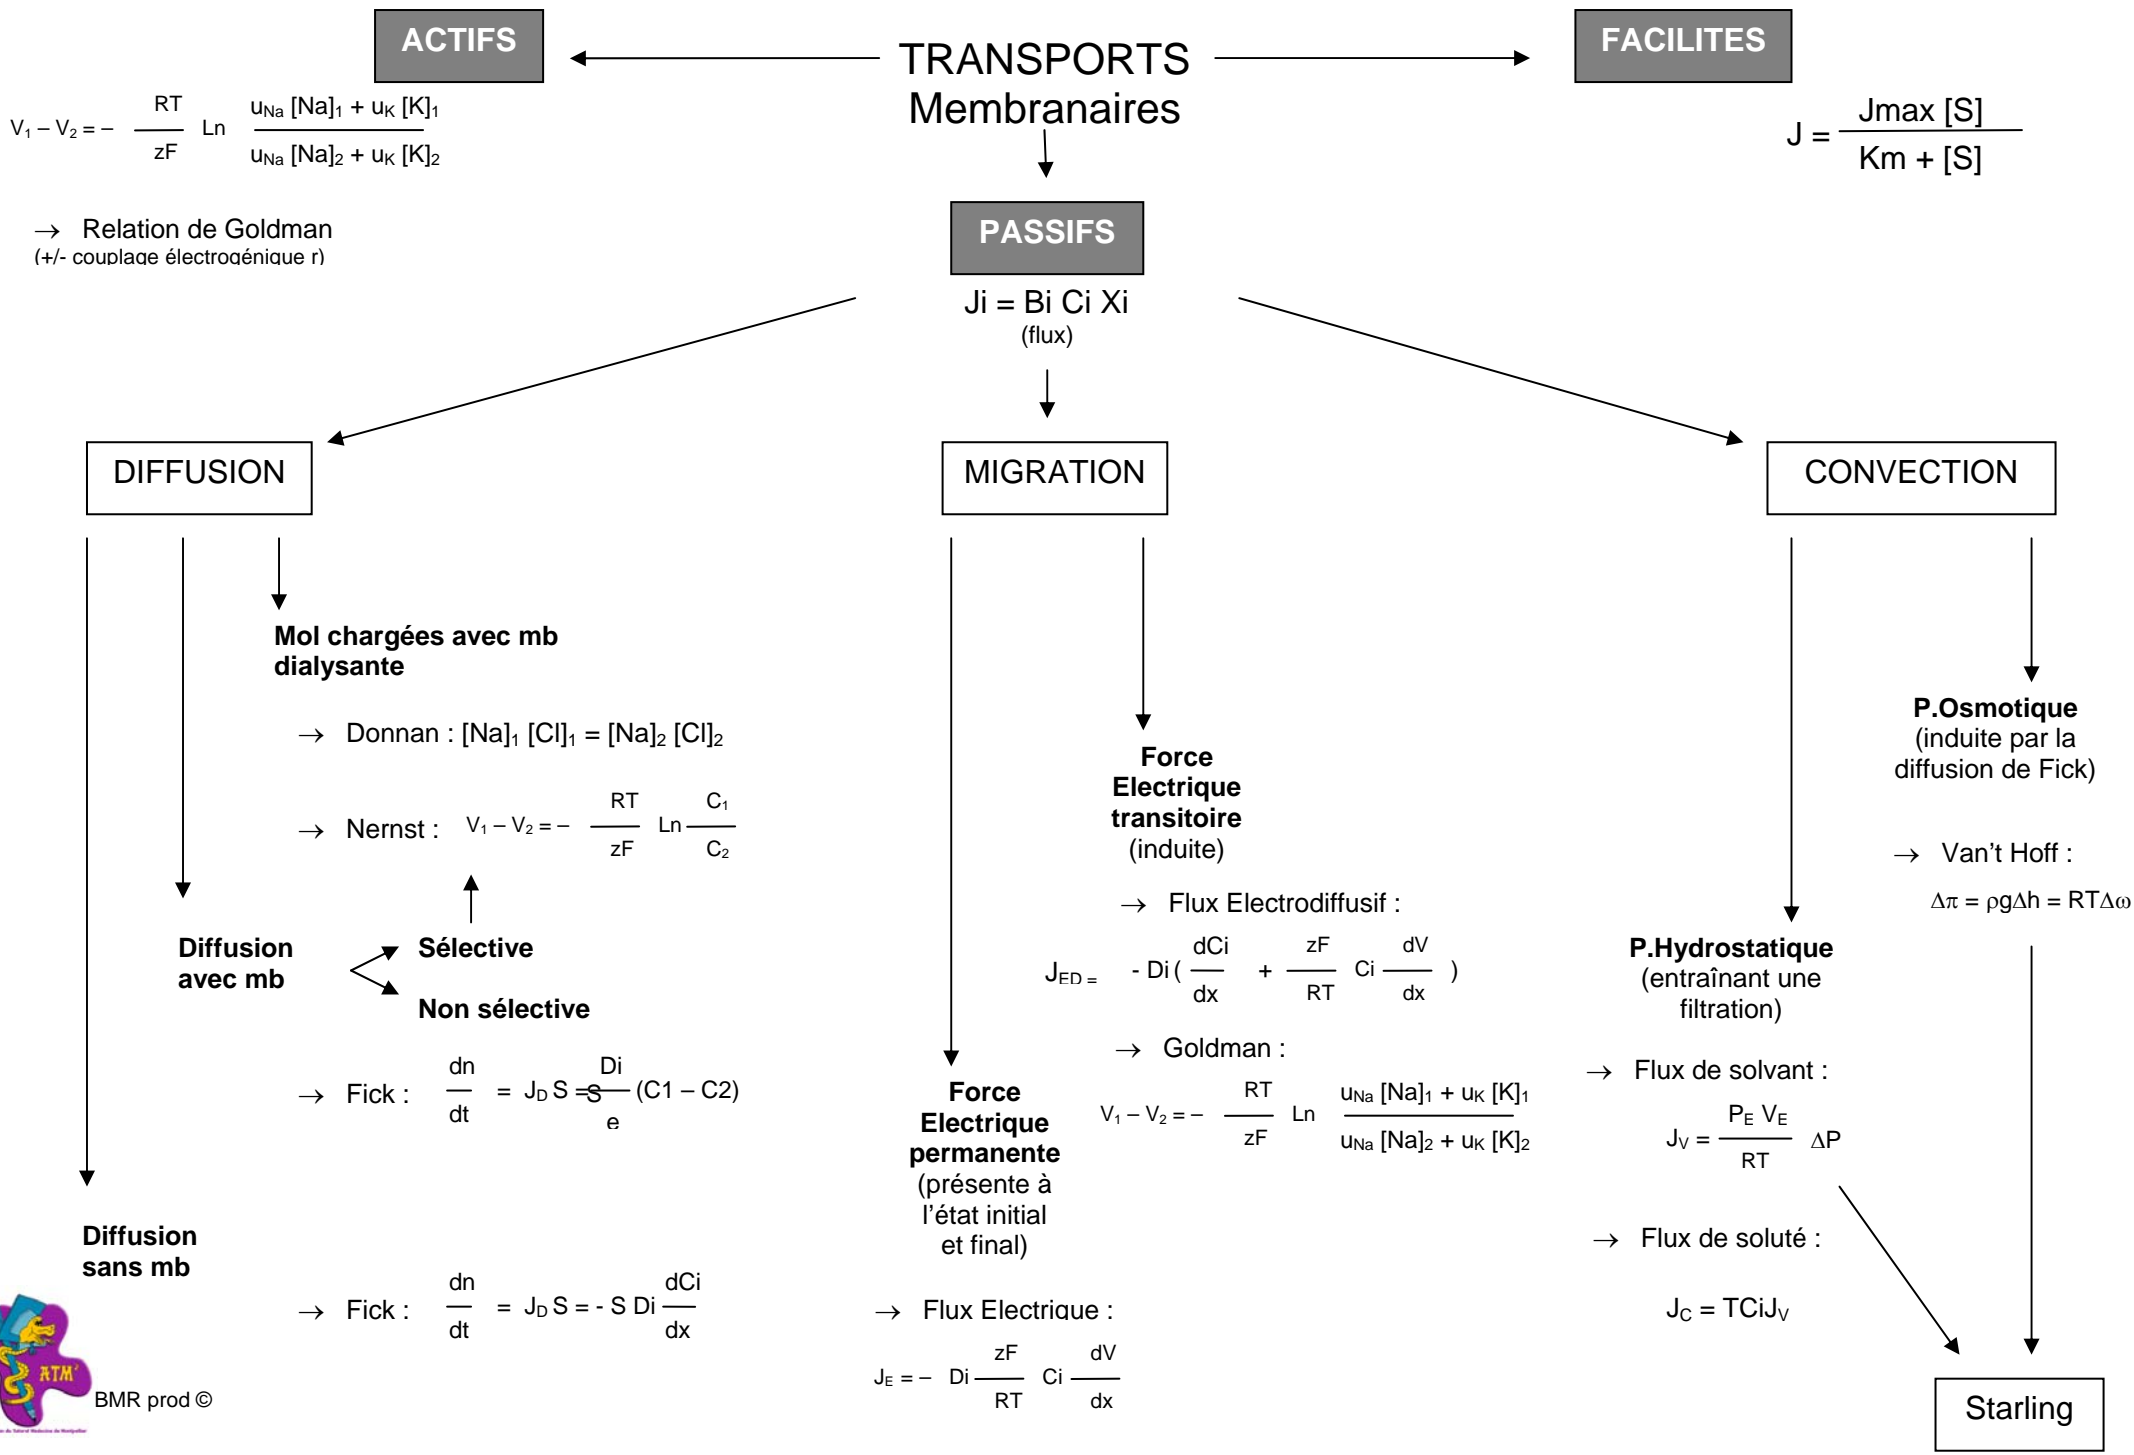 ACTIFS
TRANSPORTS
Membranaires
FACILITES
V₁ – V₂ = – RT / zF Ln u_Na [Na]₁ + u_K [K]₁ / u_Na [Na]₂ + u_K [K]₂
J = Jmax [S] / Km + [S]
→ Relation de Goldman
(+/- couplage électrogénique r)
PASSIFS
Ji = Bi Ci Xi
(flux)
DIFFUSION
MIGRATION
CONVECTION
Mol chargées avec mb
dialysante
→ Donnan : [Na]₁ [Cl]₁ = [Na]₂ [Cl]₂
→ Nernst : V₁ – V₂ = – RT / zF Ln C₁ / C₂
Diffusion
avec mb
Sélective
Non sélective
→ Fick : dn / dt = J_D S = S Di / e (C1 – C2)
Diffusion
sans mb
→ Fick : dn / dt = J_D S = - S Di dCi / dx
Force
Electrique
transitoire
(induite)
→ Flux Electrodiffusif :
J_ED = - Di ( dCi / dx + zF / RT Ci dV / dx )
→ Goldman :
V₁ – V₂ = – RT / zF Ln u_Na [Na]₁ + u_K [K]₁ / u_Na [Na]₂ + u_K [K]₂
Force
Electrique
permanente
(présente à
l'état initial
et final)
→ Flux Electrique :
J_E = – Di zF / RT Ci dV / dx
P.Osmotique
(induite par la
diffusion de Fick)
→ Van't Hoff :
Δπ = ρgΔh = RTΔω
P.Hydrostatique
(entraînant une
filtration)
→ Flux de solvant :
J_V = P_E V_E / RT ΔP
→ Flux de soluté :
J_C = TCiJ_V
Starling
ATM
BMR prod ©